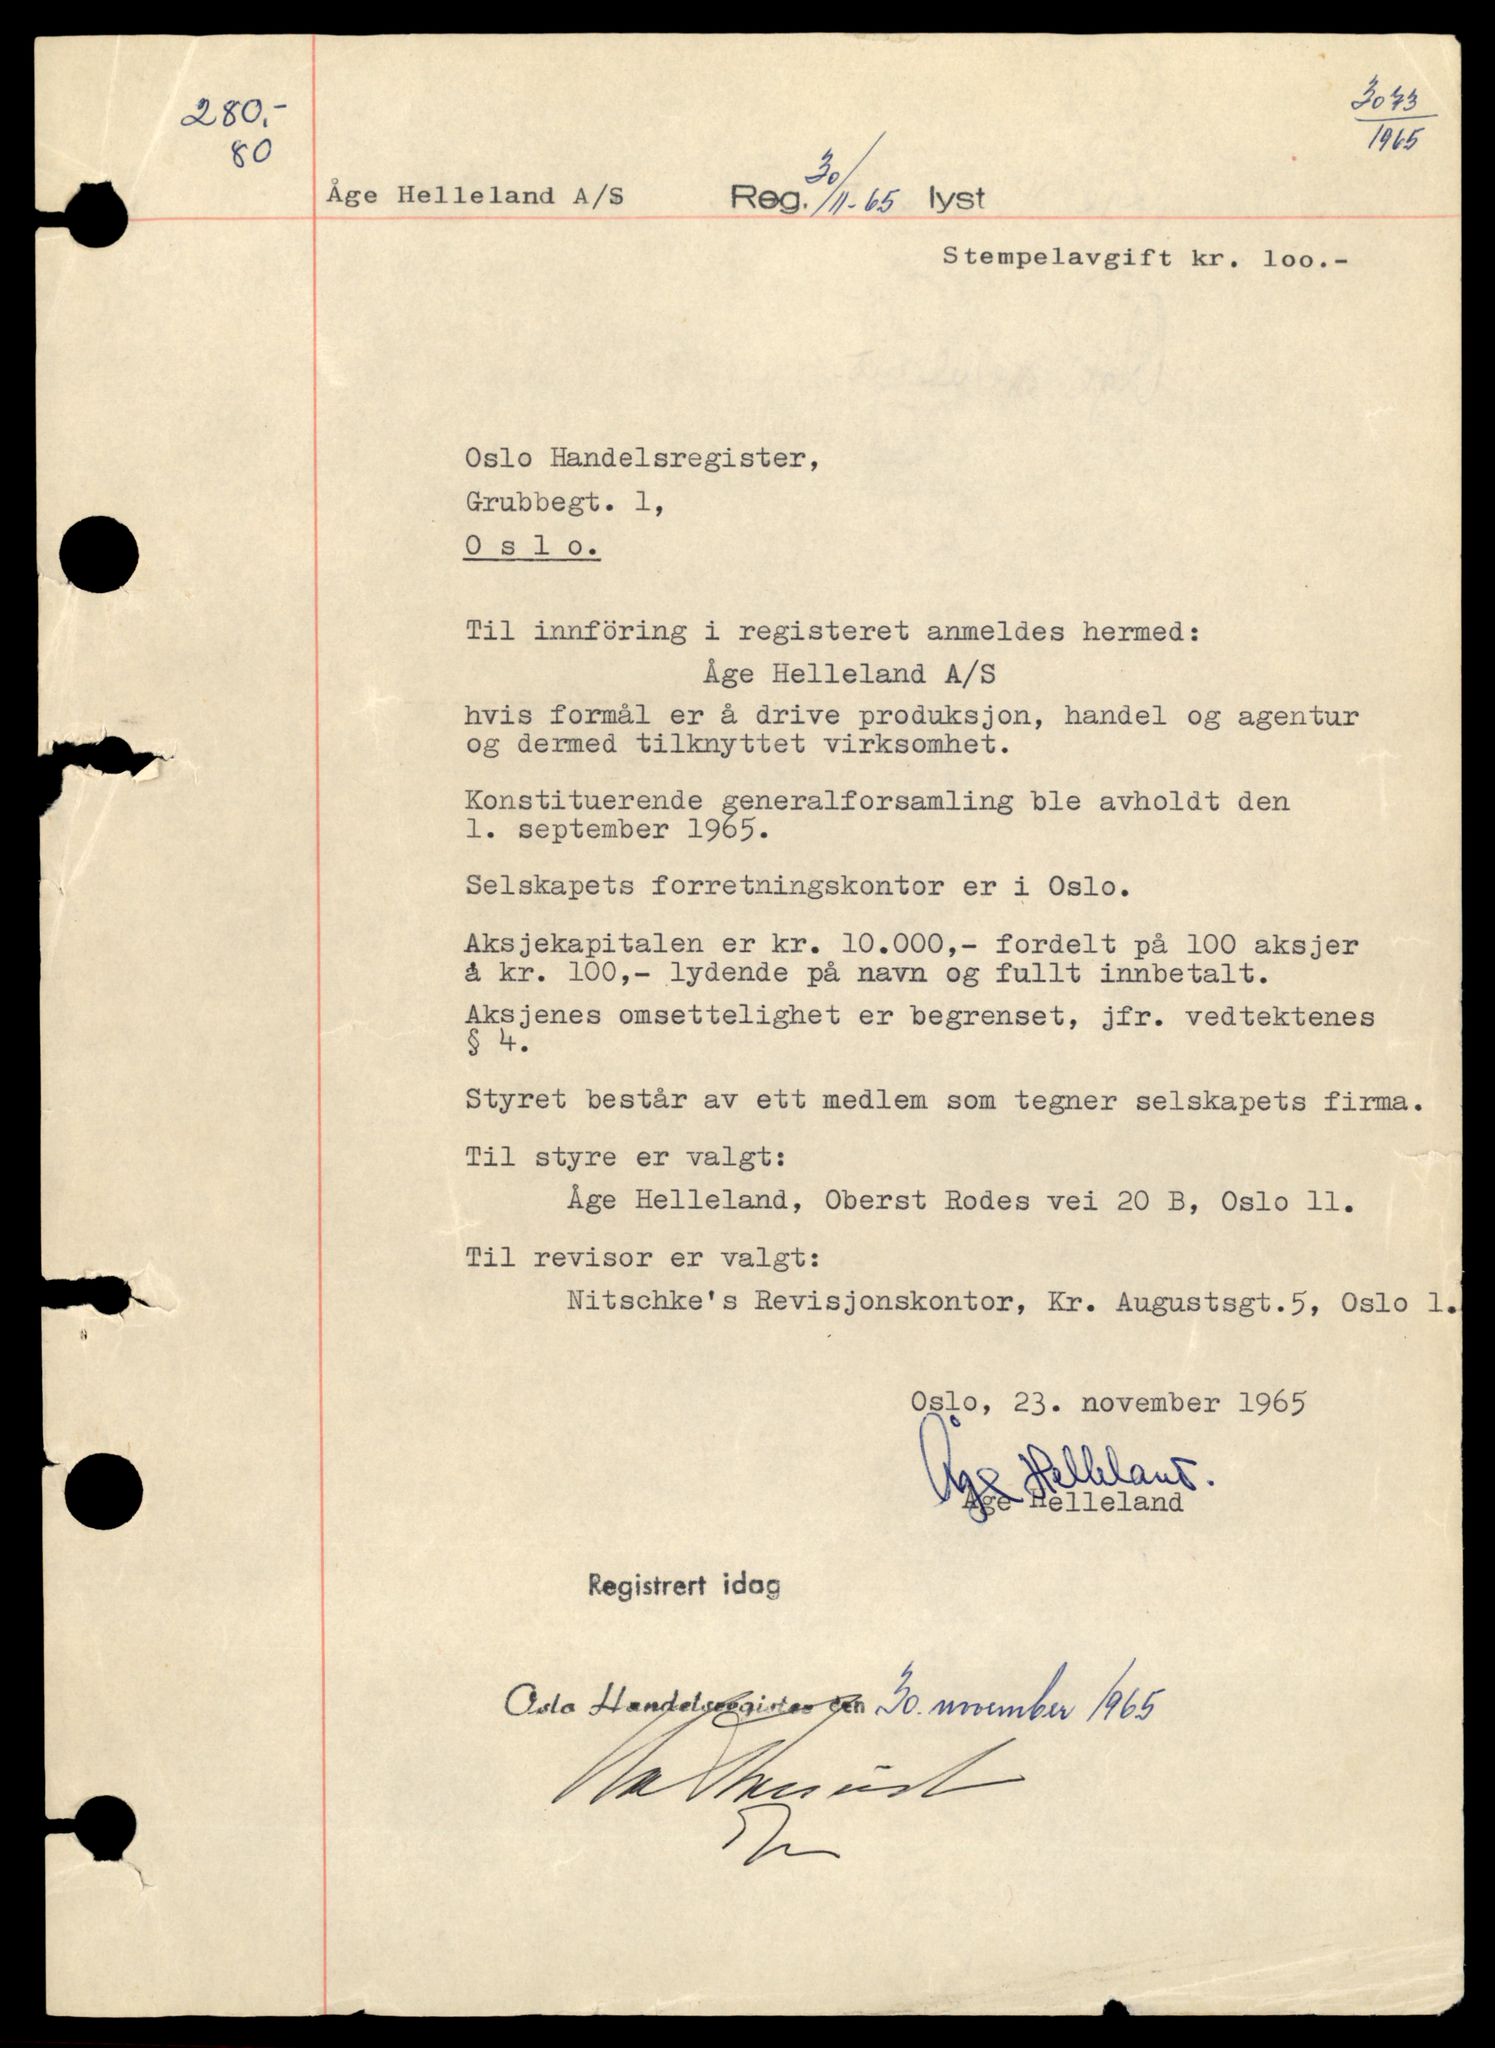 280.-
80
3073
1965
Åge Helleland A/S Reg. 30/11-65 lyst
Stempelavgift kr. loo.-
Oslo Handelsregister,
Grubbegt. 1,
O s l o.
Til innföring i registeret anmeldes hermed:
Åge Helleland A/S
hvis formål er å drive produksjon, handel og agentur
og dermed tilknyttet virksomhet.
Konstituerende generalforsamling ble avholdt den
1. september 1965.
Selskapets forretningskontor er i Oslo.
Aksjekapitalen er kr. 10.000,- fordelt på 100 aksjer
å kr. 100,- lydende på navn og fullt innbetalt.
Aksjenes omsettelighet er begrenset, jfr. vedtektenes
§ 4.
Styret består av ett medlem som tegner selskapets firma.
Til styre er valgt:
Åge Helleland, Oberst Rodes vei 20 B, Oslo 11.
Til revisor er valgt:
Nitschke's Revisjonskontor, Kr. Augustsgt.5, Oslo 1.
Oslo, 23. november 1965
Åge Helleland.
Åge Helleland
Registrert idag
Oslo Handelsregister den 30. november 1965